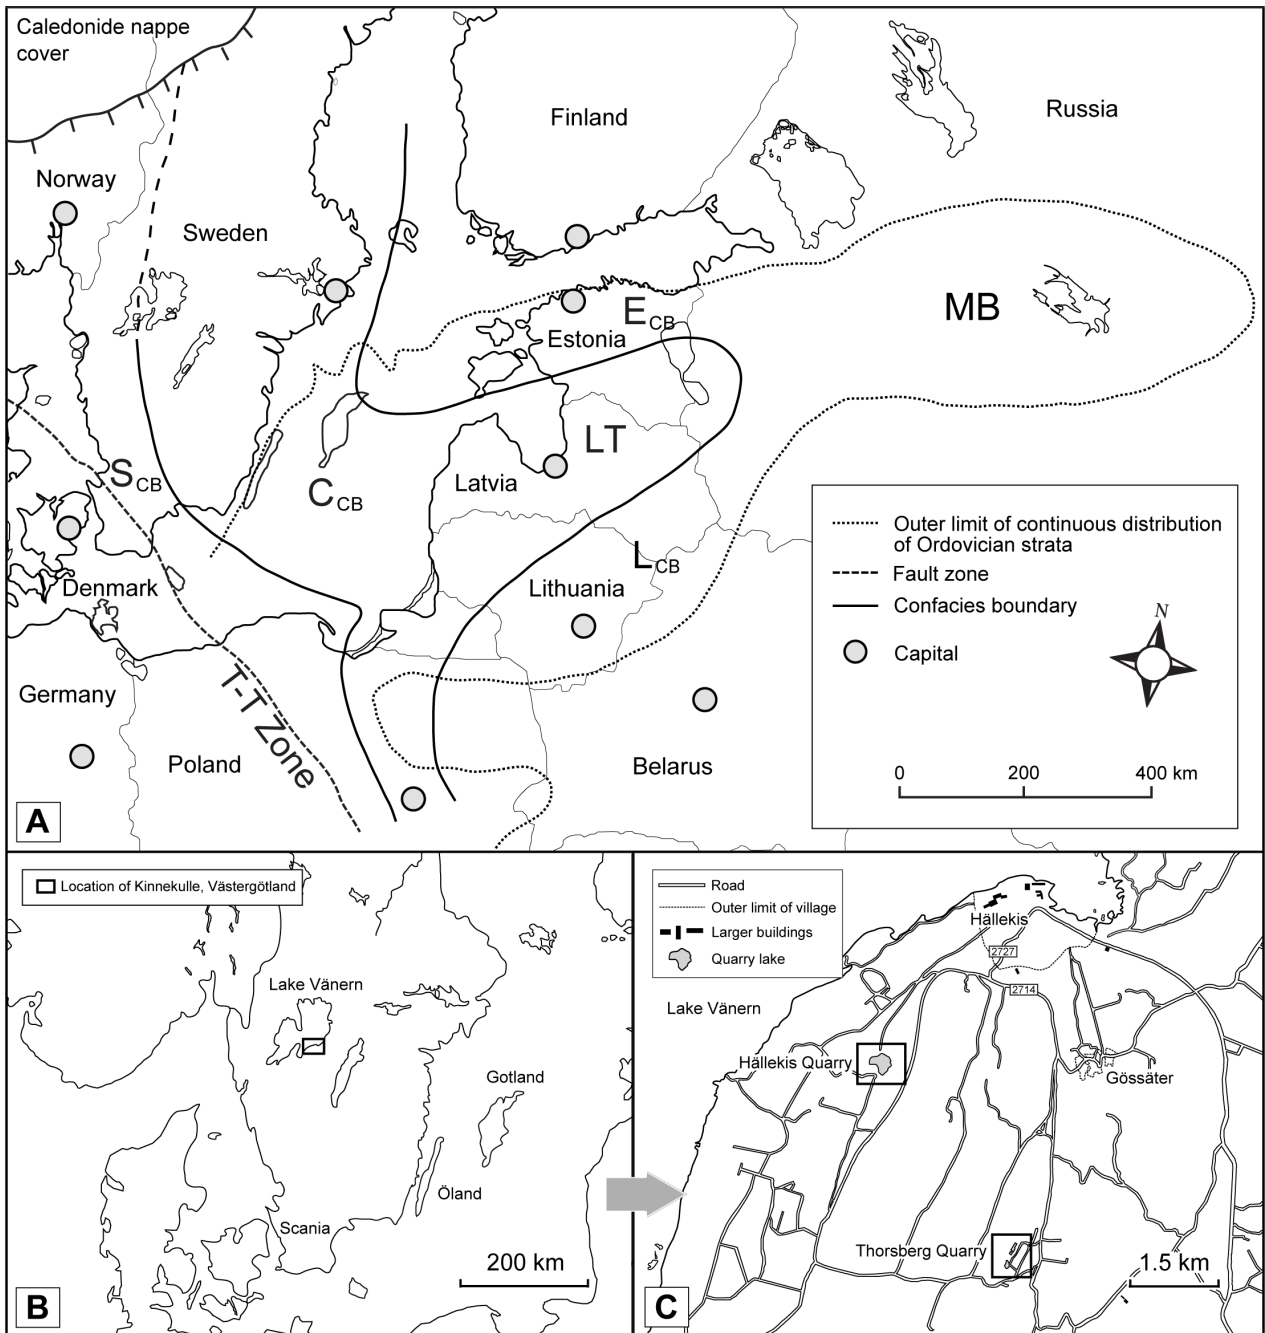 Caledonide nappe
cover
Finland
Russia
Norway
Sweden
MB
E CB
Estonia
LT
S CB
C CB
Latvia
L CB
Denmark
Lithuania
T-T Zone
Germany
Poland
Belarus
Outer limit of continuous distribution
of Ordovician strata
Fault zone
Confacies boundary
Capital
N
0 200 400 km
A
Location of Kinnekulle, Västergötland
Lake Vänern
Gotland
Öland
Scania
200 km
B
Road
Outer limit of village
Larger buildings
Quarry lake
Hällekis
2727
2714
Lake Vänern
Hällekis Quarry
Gössäter
Thorsberg Quarry
1.5 km
C